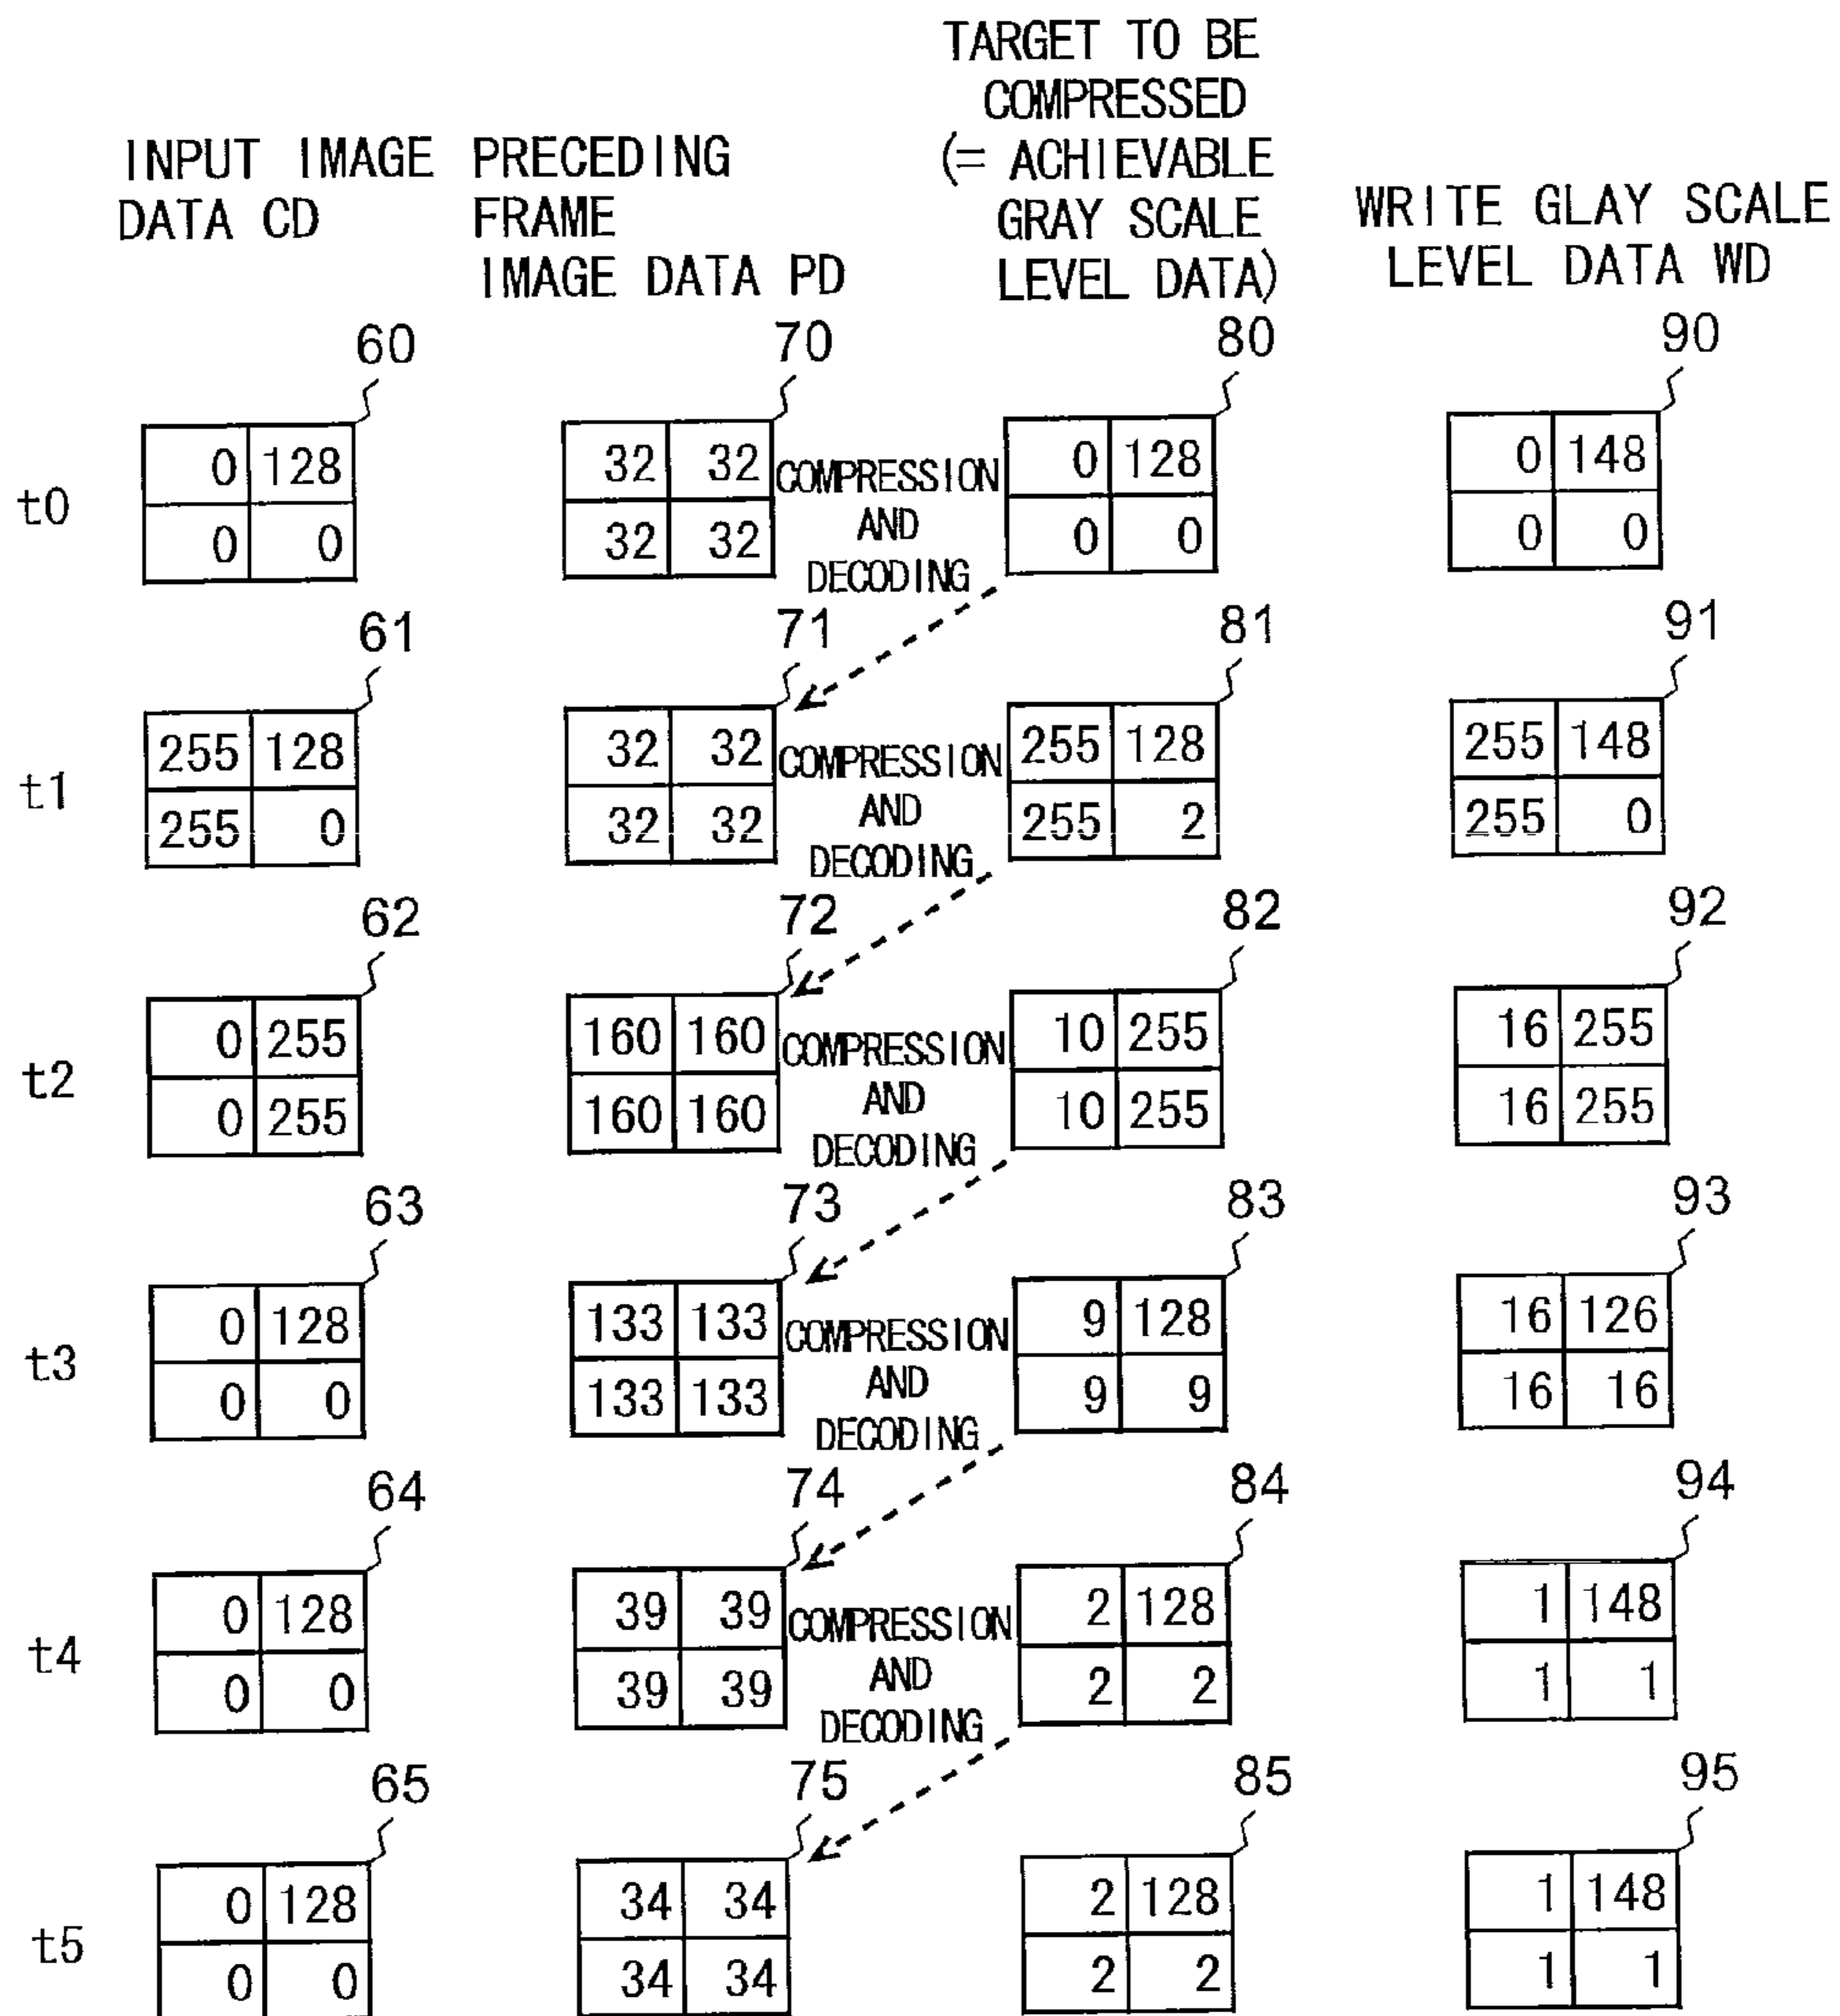 INPUT IMAGE
DATA CD
PRECEDING
FRAME
IMAGE DATA PD
TARGET TO BE
COMPRESSED
(= ACHIEVABLE
GRAY SCALE
LEVEL DATA)
WRITE GLAY SCALE
LEVEL DATA WD
60 70 80 90
t0
0 128
0 0
32 32
32 32
COMPRESSION
AND
DECODING
0 128
0 0
0 148
0 0
61 71 81 91
t1
255 128
255 0
32 32
32 32
COMPRESSION
AND
DECODING
255 128
255 2
255 148
255 0
62 72 82 92
t2
0 255
0 255
160 160
160 160
COMPRESSION
AND
DECODING
10 255
10 255
16 255
16 255
63 73 83 93
t3
0 128
0 0
133 133
133 133
COMPRESSION
AND
DECODING
9 128
9 9
16 126
16 16
64 74 84 94
t4
0 128
0 0
39 39
39 39
COMPRESSION
AND
DECODING
2 128
2 2
1 148
1 1
65 75 85 95
t5
0 128
0 0
34 34
34 34
2 128
2 2
1 148
1 1